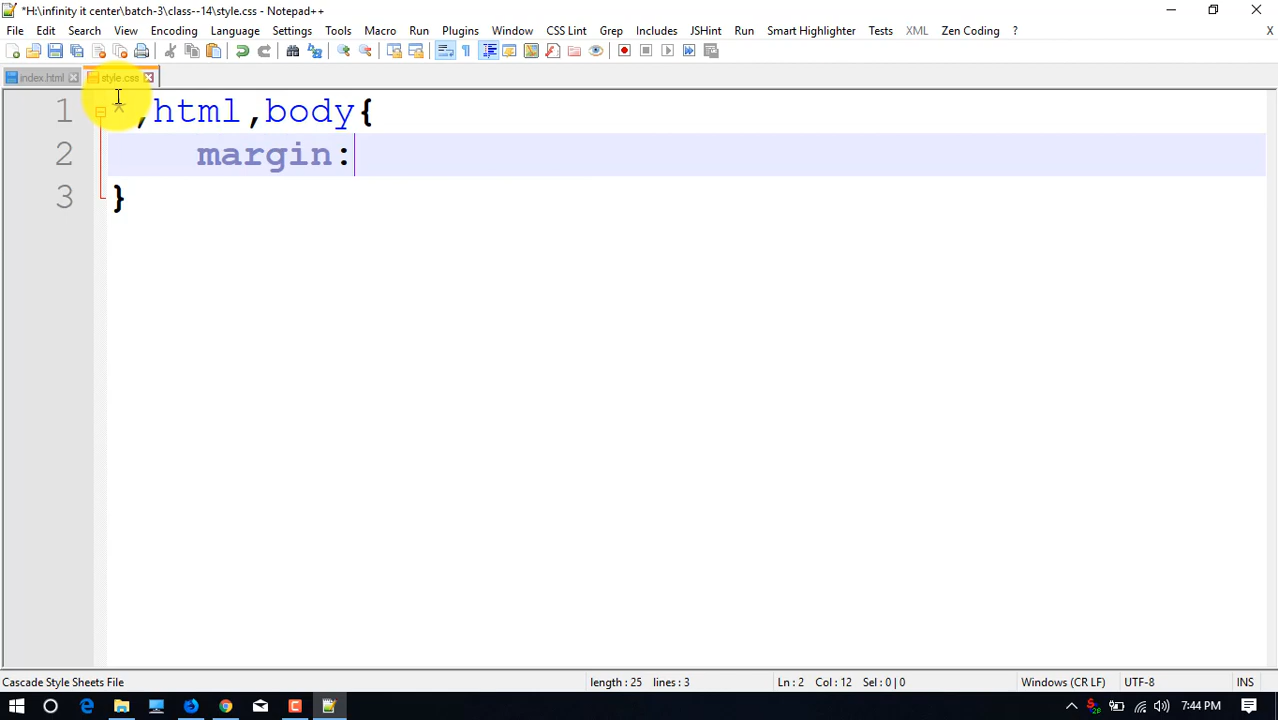 *H:\infinity it center\batch-3\class--14\style.css - Notepad++
File Edit Search View Encoding Language Settings Tools Macro Run Plugins Window CSS Lint Grep Includes JSHint Run Smart Highlighter Tests XML Zen Coding ? X
index.html style.css
1 *,html,body{
2 margin:
3 }
Cascade Style Sheets File length : 25 lines : 3 Ln : 2 Col : 12 Sel : 0 | 0 Windows (CR LF) UTF-8 INS
7:44 PM